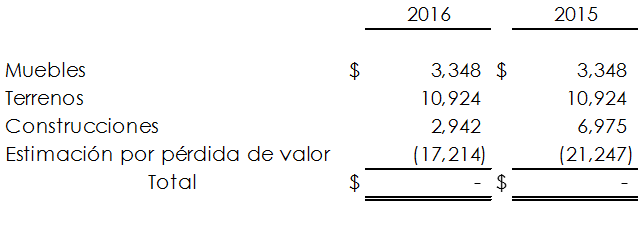 2016 2015
Muebles $ 3,348 $ 3,348
Terrenos 10,924 10,924
Construcciones 2,942 6,975
Estimación por pérdida de valor (17,214) (21,247)
Total $ - $ -